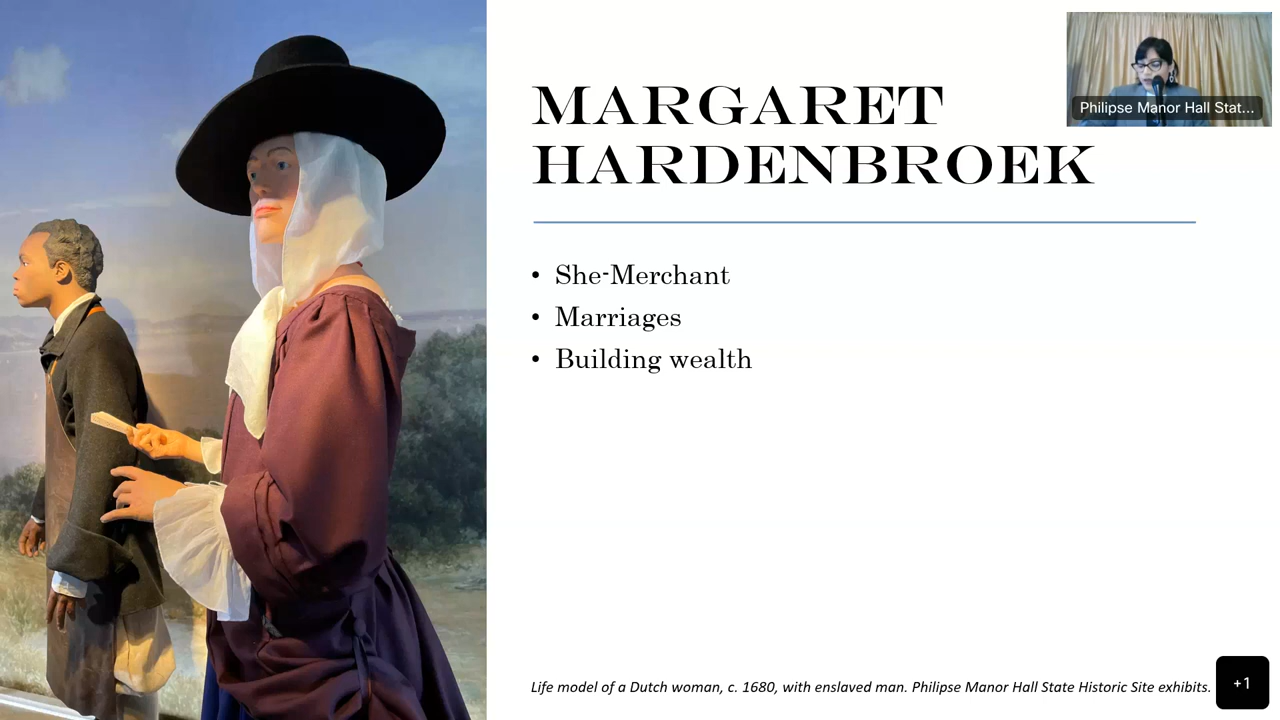 MARGARET
HARDENBROEK
Philipse Manor Hall Stat...
• She-Merchant
• Marriages
• Building wealth
Life model of a Dutch woman, c. 1680, with enslaved man. Philipse Manor Hall State Historic Site exhibits.
+1